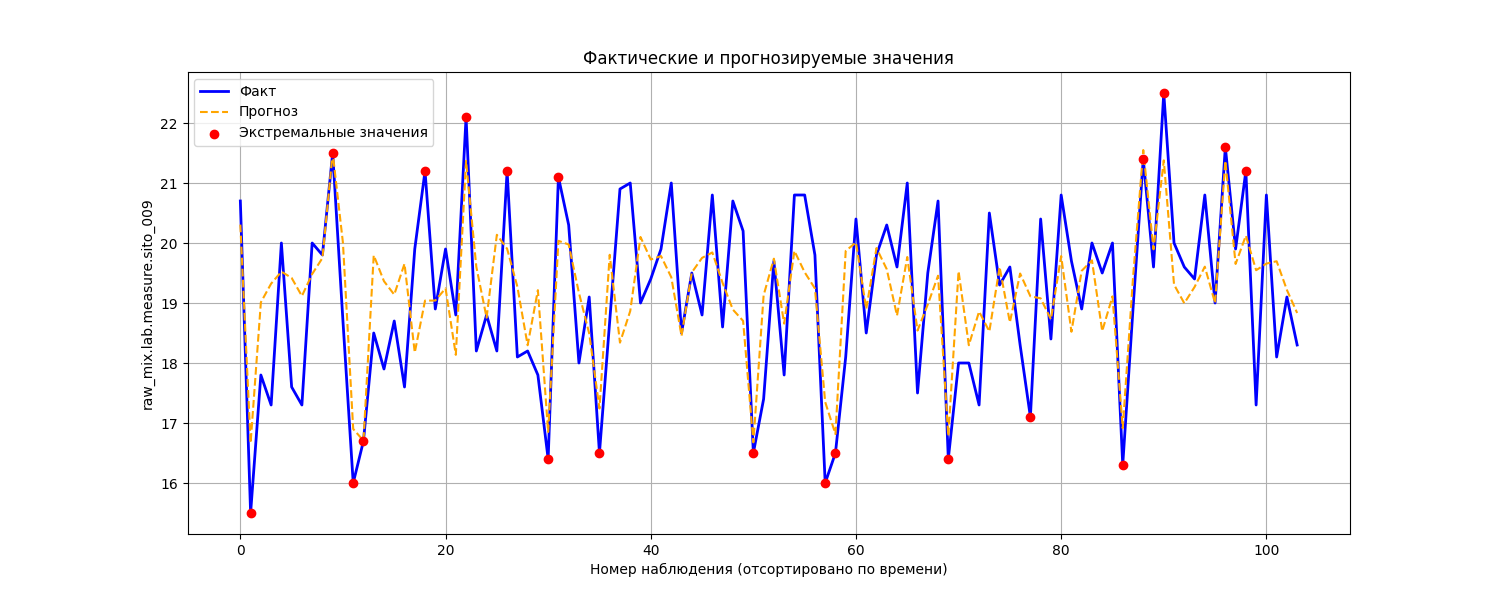 Фактические и прогнозируемые значения
Факт
Прогноз
Экстремальные значения
raw_mix.lab.measure.sito_009
22
21
20
19
18
17
16
0 20 40 60 80 100
Номер наблюдения (отсортировано по времени)